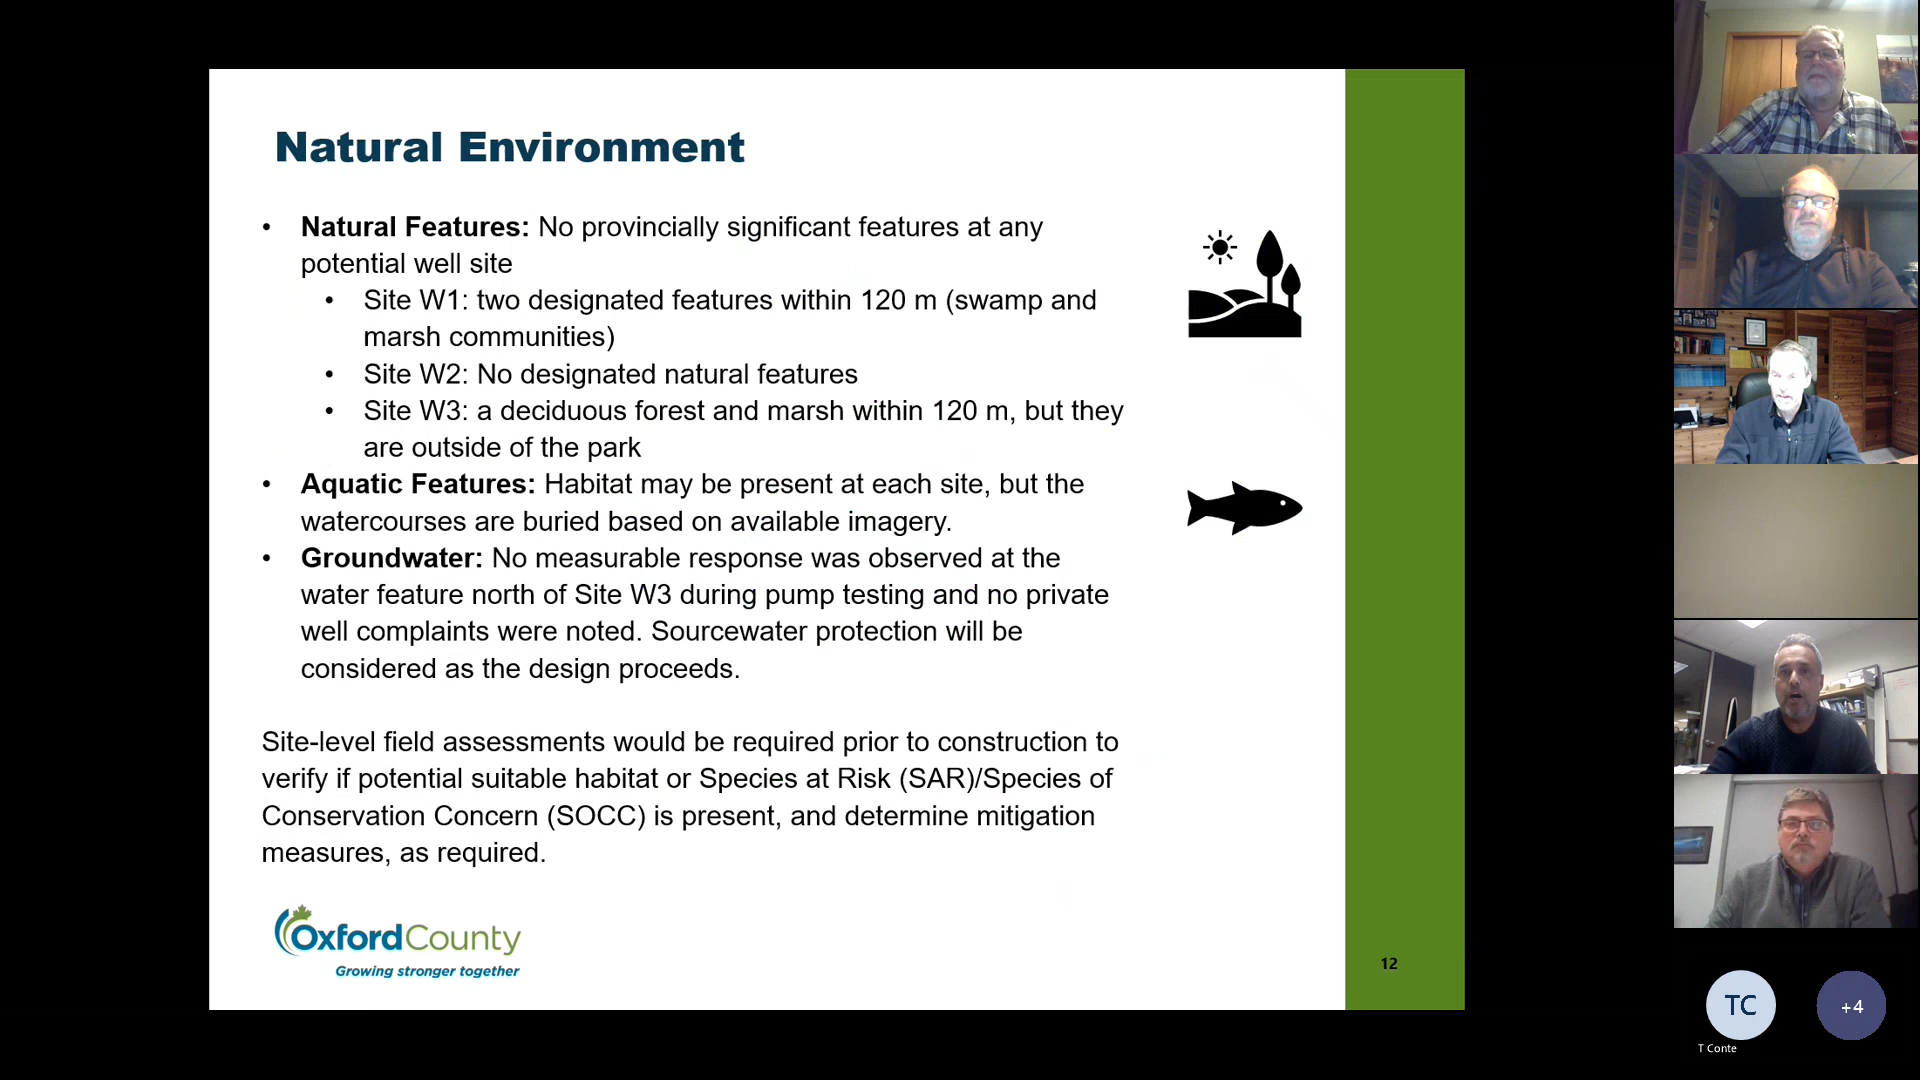 Natural Environment
• Natural Features: No provincially significant features at any
potential well site
• Site W1: two designated features within 120 m (swamp and
marsh communities)
• Site W2: No designated natural features
• Site W3: a deciduous forest and marsh within 120 m, but they
are outside of the park
• Aquatic Features: Habitat may be present at each site, but the
watercourses are buried based on available imagery.
• Groundwater: No measurable response was observed at the
water feature north of Site W3 during pump testing and no private
well complaints were noted. Sourcewater protection will be
considered as the design proceeds.
Site-level field assessments would be required prior to construction to
verify if potential suitable habitat or Species at Risk (SAR)/Species of
Conservation Concern (SOCC) is present, and determine mitigation
measures, as required.
OxfordCounty
Growing stronger together
12
TC
+4
T Conte